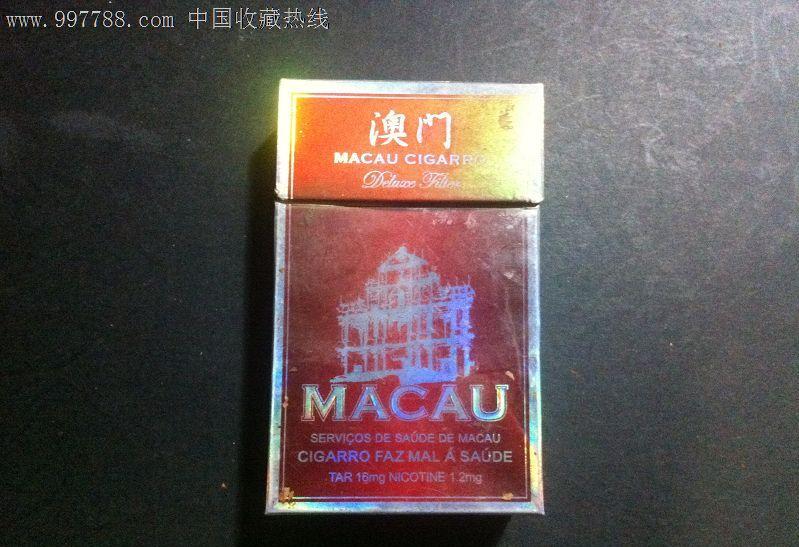 www.997788.com 中国收藏热线
澳門
MACAU CIGARRO
Deluxe Filter
MACAU
SERVIÇOS DE SAÚDE DE MACAU
CIGARRO FAZ MAL Á SAÚDE
TAR 16mg NICOTINE 1.2mg